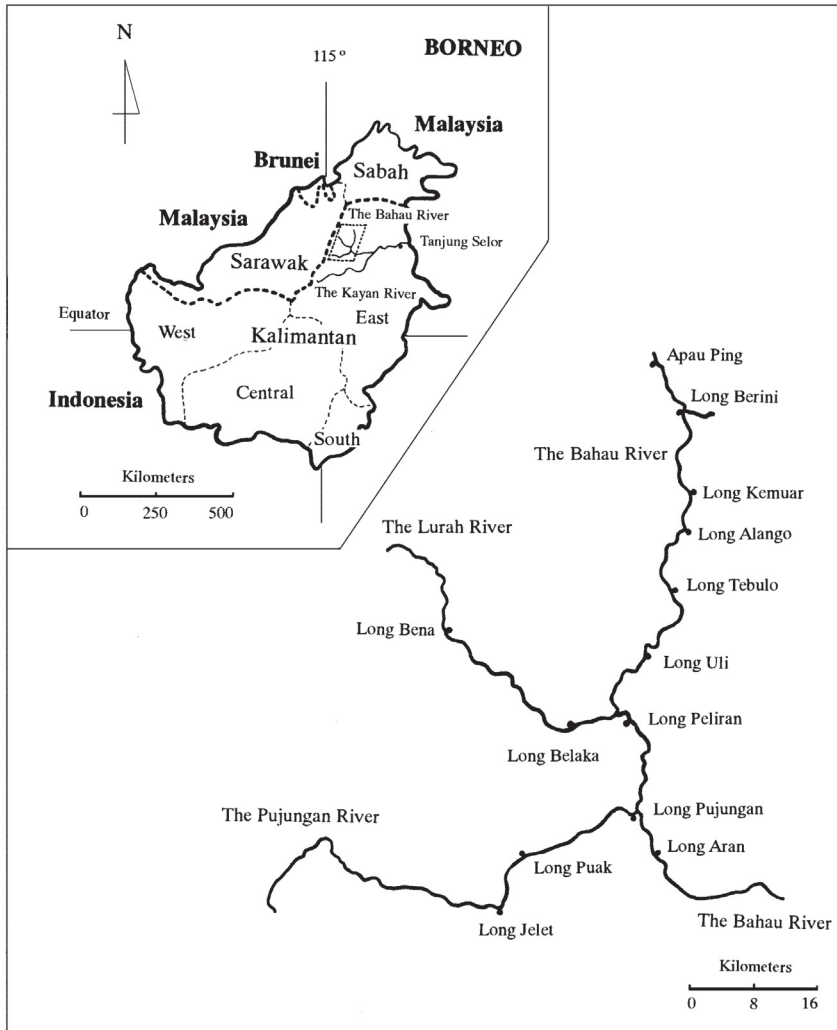 BORNEO
N
115 °
Malaysia
Brunei
Sabah
Malaysia
The Bahau River
Tanjung Selor
Sarawak
The Kayan River
Equator
West
Kalimantan
East
Indonesia
Central
South
Kilometers
0 250 500
Apau Ping
Long Berini
The Bahau River
Long Kemuar
The Lurah River
Long Alango
Long Tebulo
Long Bena
Long Uli
Long Peliran
Long Belaka
The Pujungan River
Long Pujungan
Long Aran
Long Puak
Long Jelet
The Bahau River
Kilometers
0 8 16